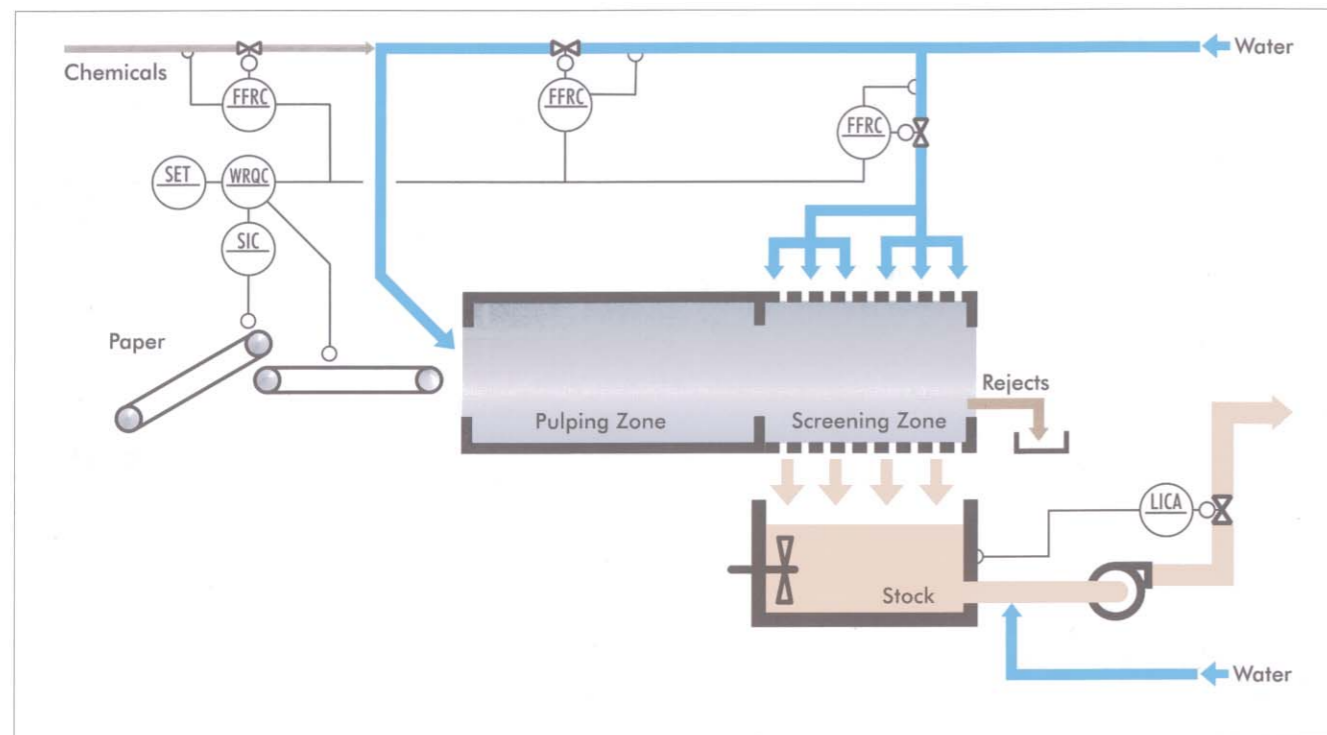 Water
Chemicals
FFRC
FFRC
FFRC
SET
WRQC
SIC
Paper
Rejects
Pulping Zone
Screening Zone
LICA
Stock
Water